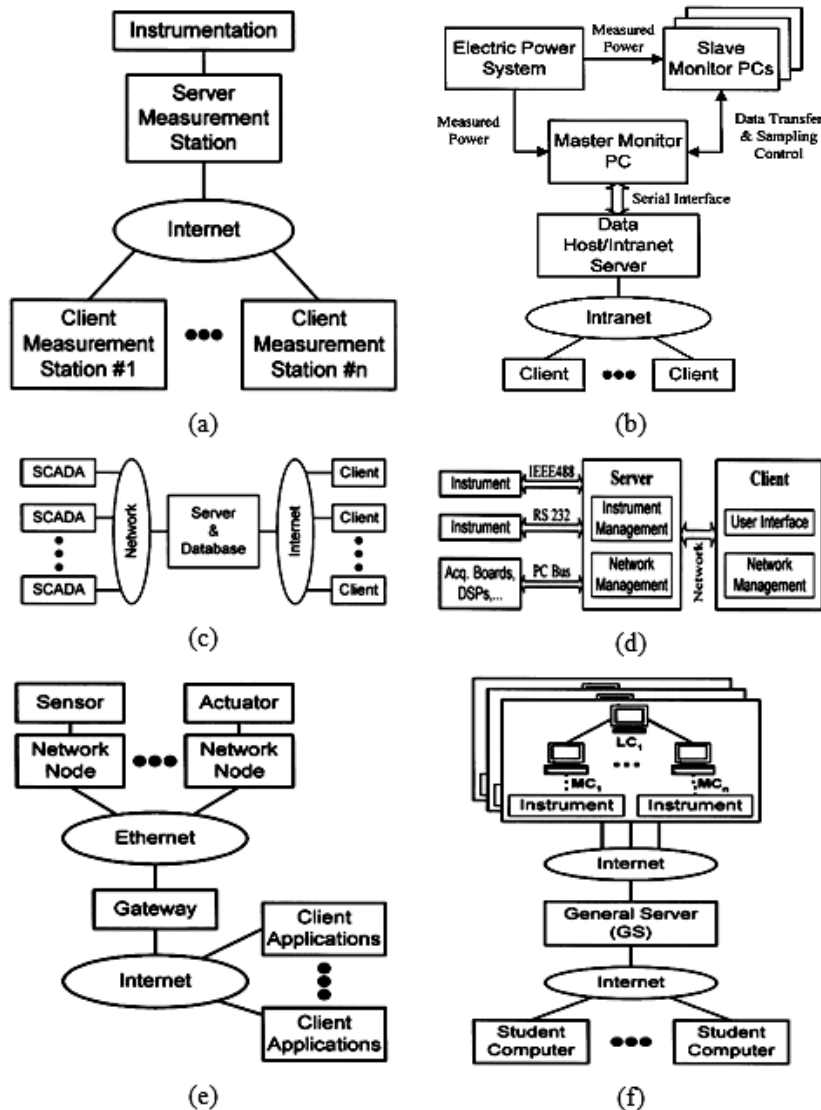 Instrumentation
Server
Measurement
Station
Internet
Client
Measurement
Station #1
Client
Measurement
Station #n
(a)
Electric Power
System
Measured
Power
Slave
Monitor PCs
Measured
Power
Master Monitor
PC
Data Transfer
& Sampling
Control
Serial Interface
Data
Host/Intranet
Server
Intranet
Client
Client
(b)
SCADA
SCADA
SCADA
Network
Server
&
Database
Internet
Client
Client
Client
(c)
Instrument
IEEE488
Instrument
RS 232
Acq. Boards,
DSPs,...
PC Bus
Server
Instrument
Management
Network
Management
Network
Client
User Interface
Network
Management
(d)
Sensor
Actuator
Network
Node
Network
Node
Ethernet
Gateway
Internet
Client
Applications
Client
Applications
(e)
LC1
MC1
MCn
Instrument
Instrument
Internet
General Server
(GS)
Internet
Student
Computer
Student
Computer
(f)